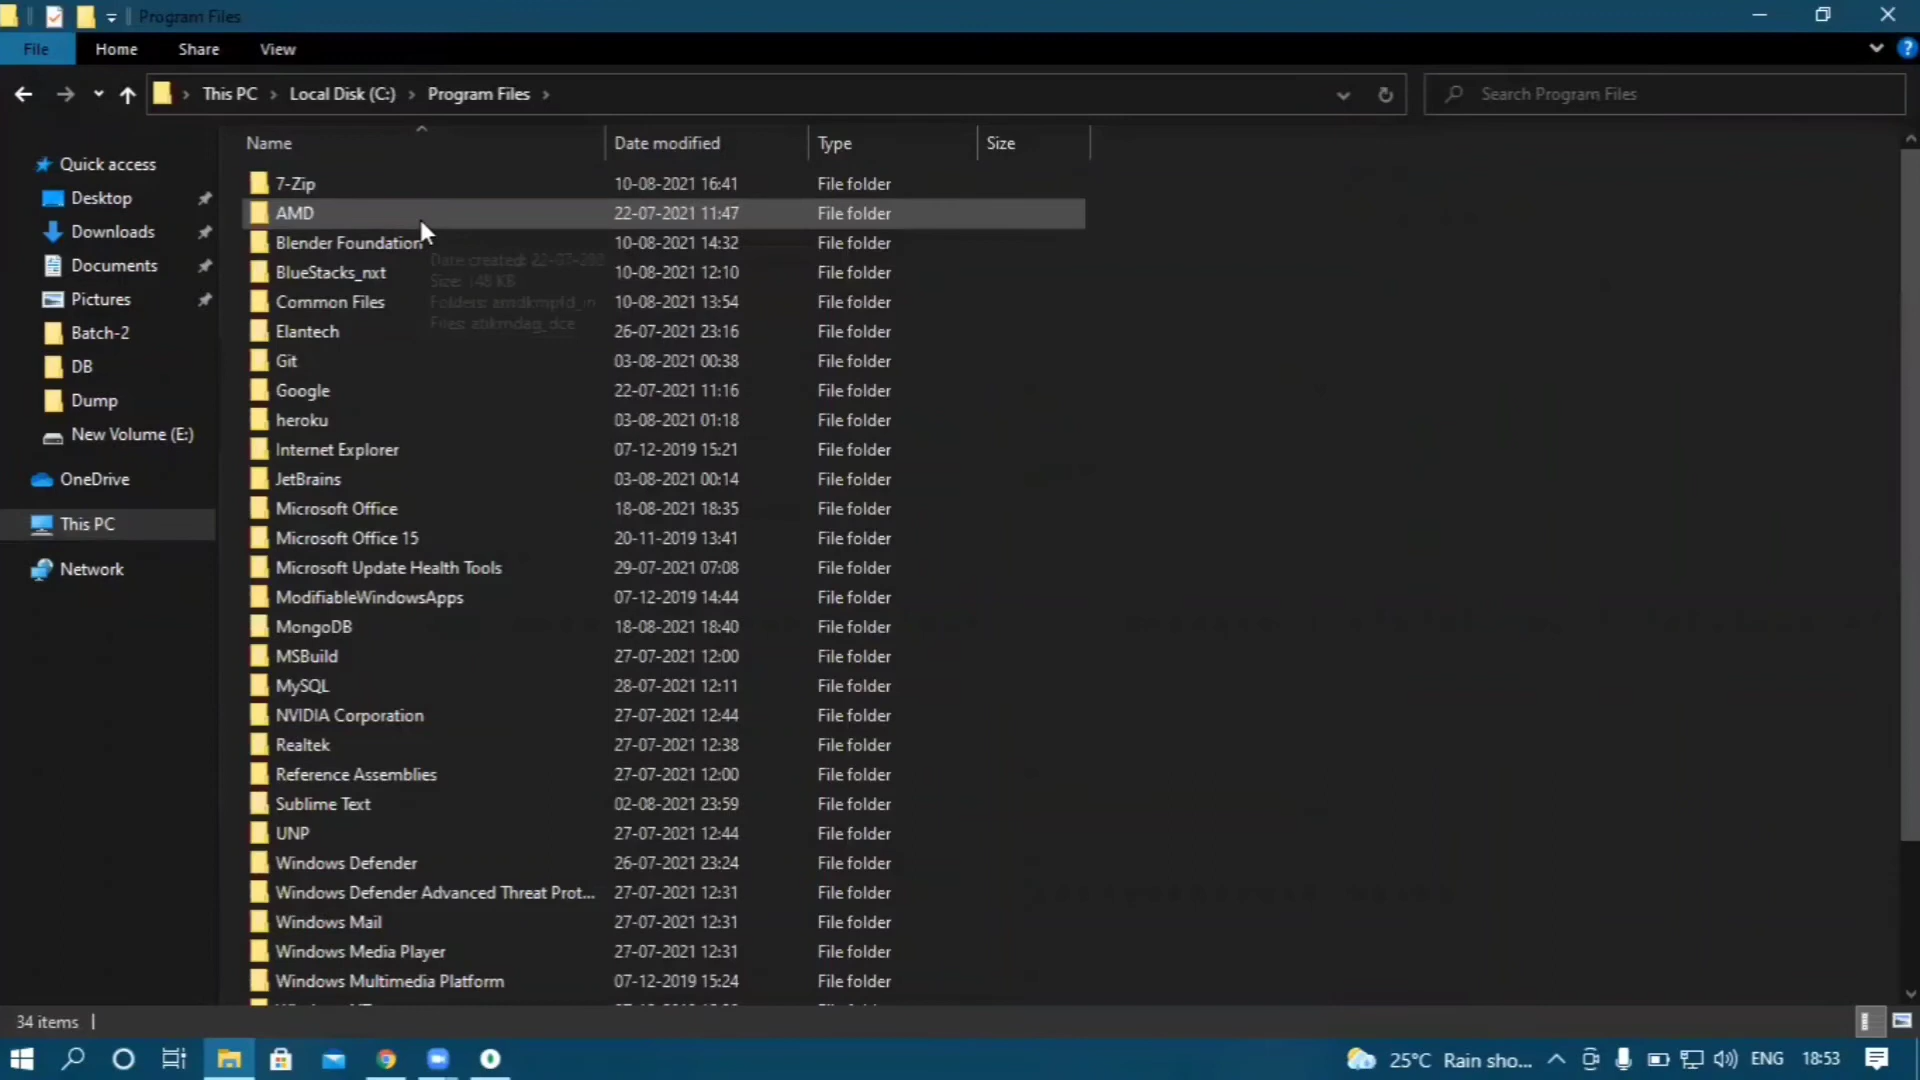 Program Files
File Home Share View
This PC Local Disk (C:) Program Files
Search Program Files
Name Date modified Type Size
Quick access
Desktop
Downloads
Documents
Pictures
Batch-2
DB
Dump
New Volume (E:)
OneDrive
This PC
Network
7-Zip 10-08-2021 16:41 File folder
AMD 22-07-2021 11:47 File folder
Blender Foundation 10-08-2021 14:32 File folder
BlueStacks_nxt 10-08-2021 12:10 File folder
Common Files 10-08-2021 13:54 File folder
Elantech 26-07-2021 23:16 File folder
Git 03-08-2021 00:38 File folder
Google 22-07-2021 11:16 File folder
heroku 03-08-2021 01:18 File folder
Internet Explorer 07-12-2019 15:21 File folder
JetBrains 03-08-2021 00:14 File folder
Microsoft Office 18-08-2021 18:35 File folder
Microsoft Office 15 20-11-2019 13:41 File folder
Microsoft Update Health Tools 29-07-2021 07:08 File folder
ModifiableWindowsApps 07-12-2019 14:44 File folder
MongoDB 18-08-2021 18:40 File folder
MSBuild 27-07-2021 12:00 File folder
MySQL 28-07-2021 12:11 File folder
NVIDIA Corporation 27-07-2021 12:44 File folder
Realtek 27-07-2021 12:38 File folder
Reference Assemblies 27-07-2021 12:00 File folder
Sublime Text 02-08-2021 23:59 File folder
UNP 27-07-2021 12:44 File folder
Windows Defender 26-07-2021 23:24 File folder
Windows Defender Advanced Threat Prot... 27-07-2021 12:31 File folder
Windows Mail 27-07-2021 12:31 File folder
Windows Media Player 27-07-2021 12:31 File folder
Windows Multimedia Platform 07-12-2019 15:24 File folder
Date created: 22-07-202
Size: 148 KB
Folders: amdkmpfd_in
Files: atikmdag_dce
34 items
25°C Rain sho... ENG 18:53